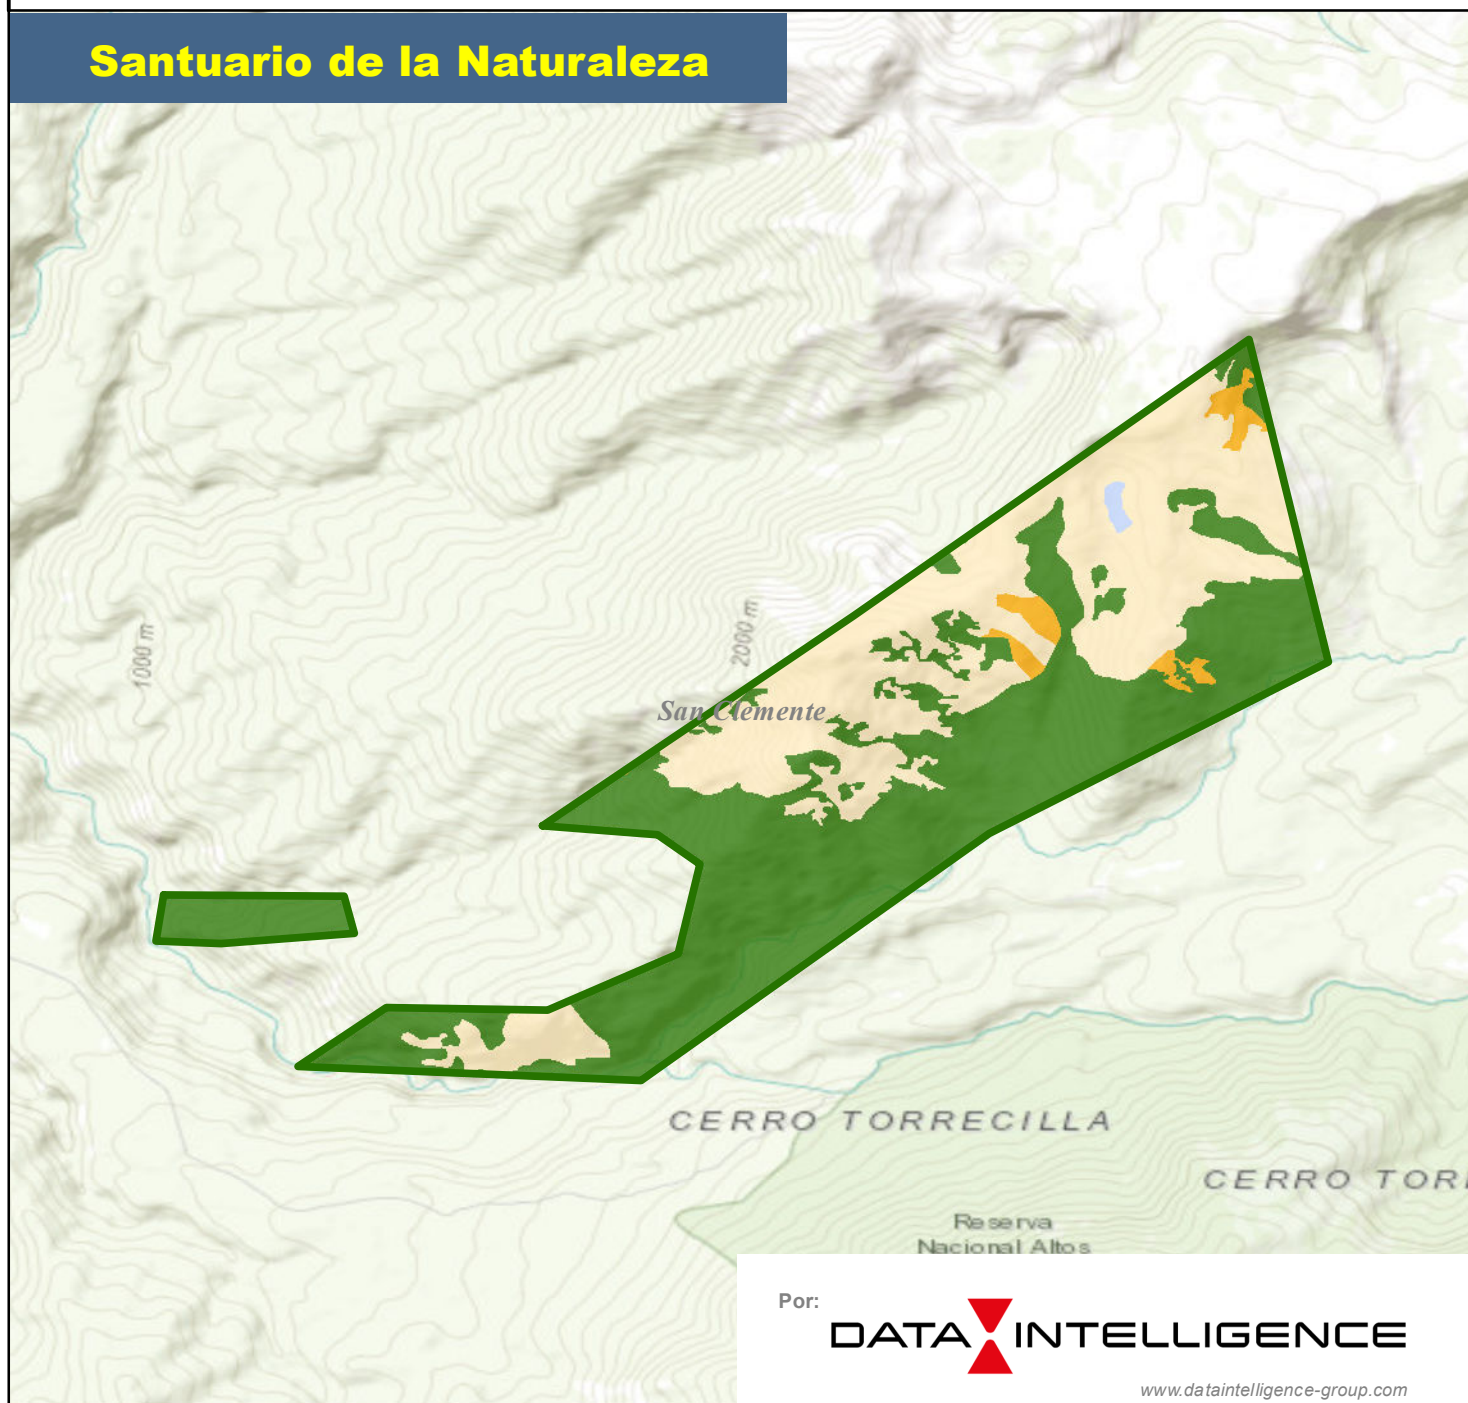 Santuario de la Naturaleza
1000 m
2000 m
San Clemente
CERRO TORRECILLA
CERRO TOR
Reserva
Nacional Altos
Por:
DATA INTELLIGENCE
www.dataintelligence-group.com